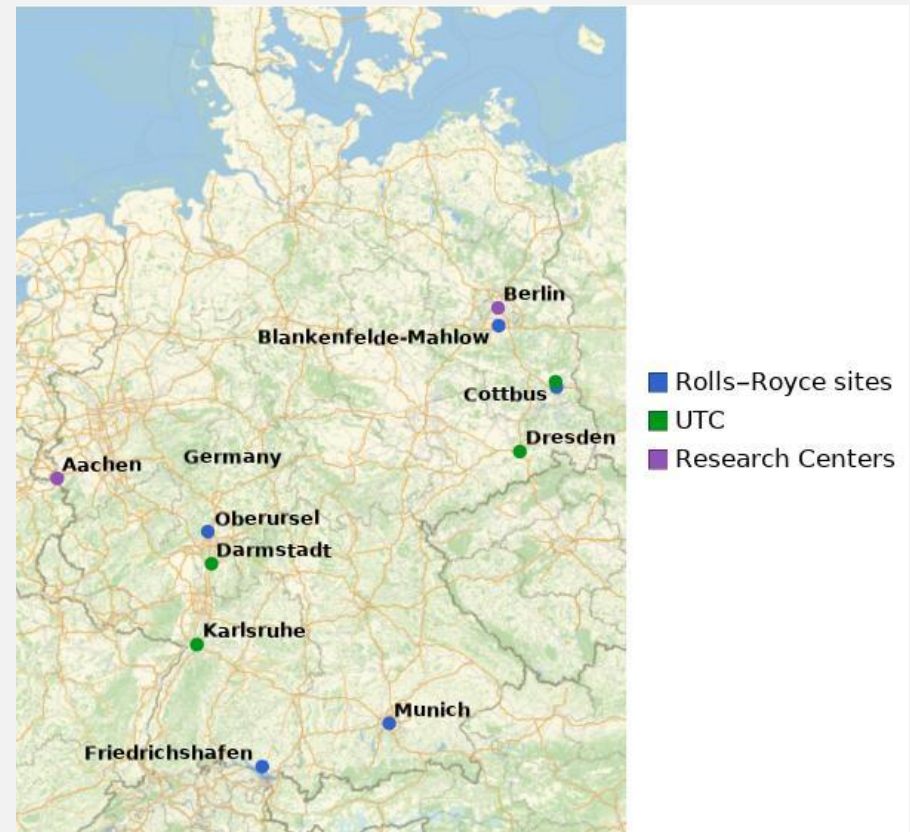 Berlin
Blankenfelde-Mahlow
Cottbus
Dresden
Aachen
Germany
Oberursel
Darmstadt
Karlsruhe
Munich
Friedrichshafen
Rolls-Royce sites
UTC
Research Centers